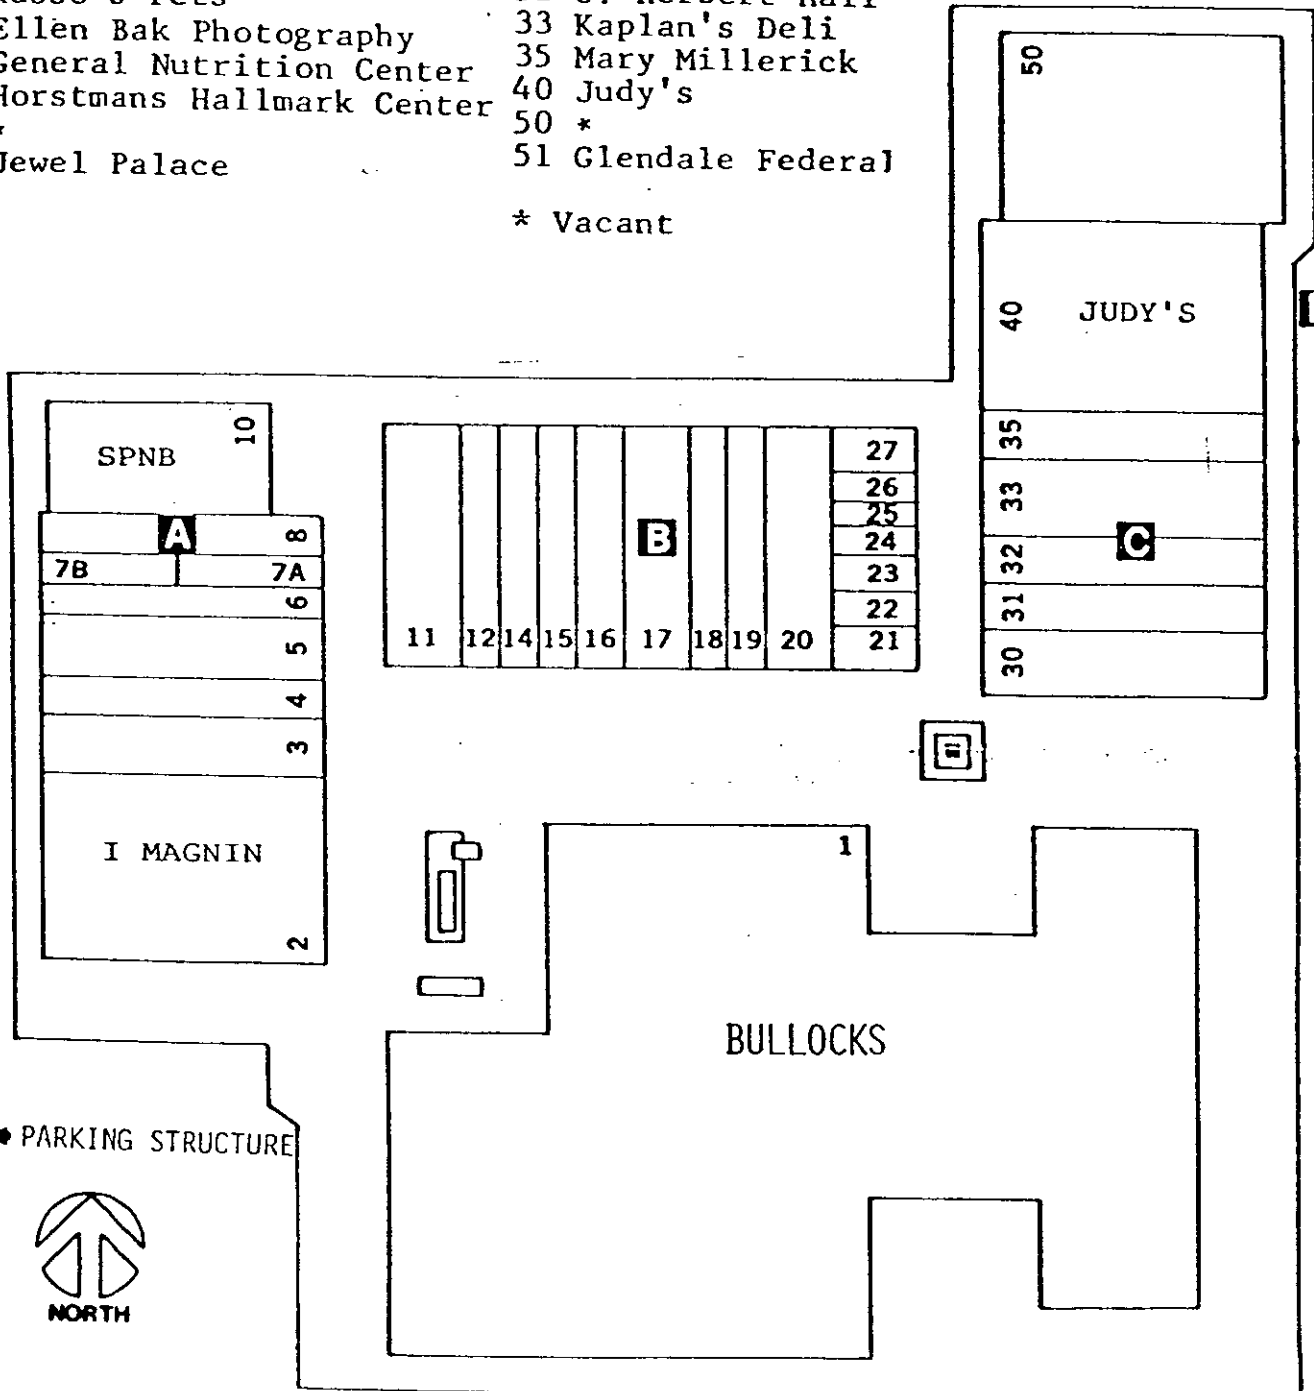 Ellen Bak Photography
General Nutrition Center
Horstmans Hallmark Center
*
Jewel Palace
33 Kaplan's Deli
35 Mary Millerick
40 Judy's
50 *
51 Glendale Federal
* Vacant
50
40 JUDY'S
35
33
32
31
30
C
SPNB 10
A
8
7B 7A
6
5
4
3
I MAGNIN
2
B
11 12 14 15 16 17 18 19 20
27
26
25
24
23
22
21
1
BULLOCKS
PARKING STRUCTURE
NORTH